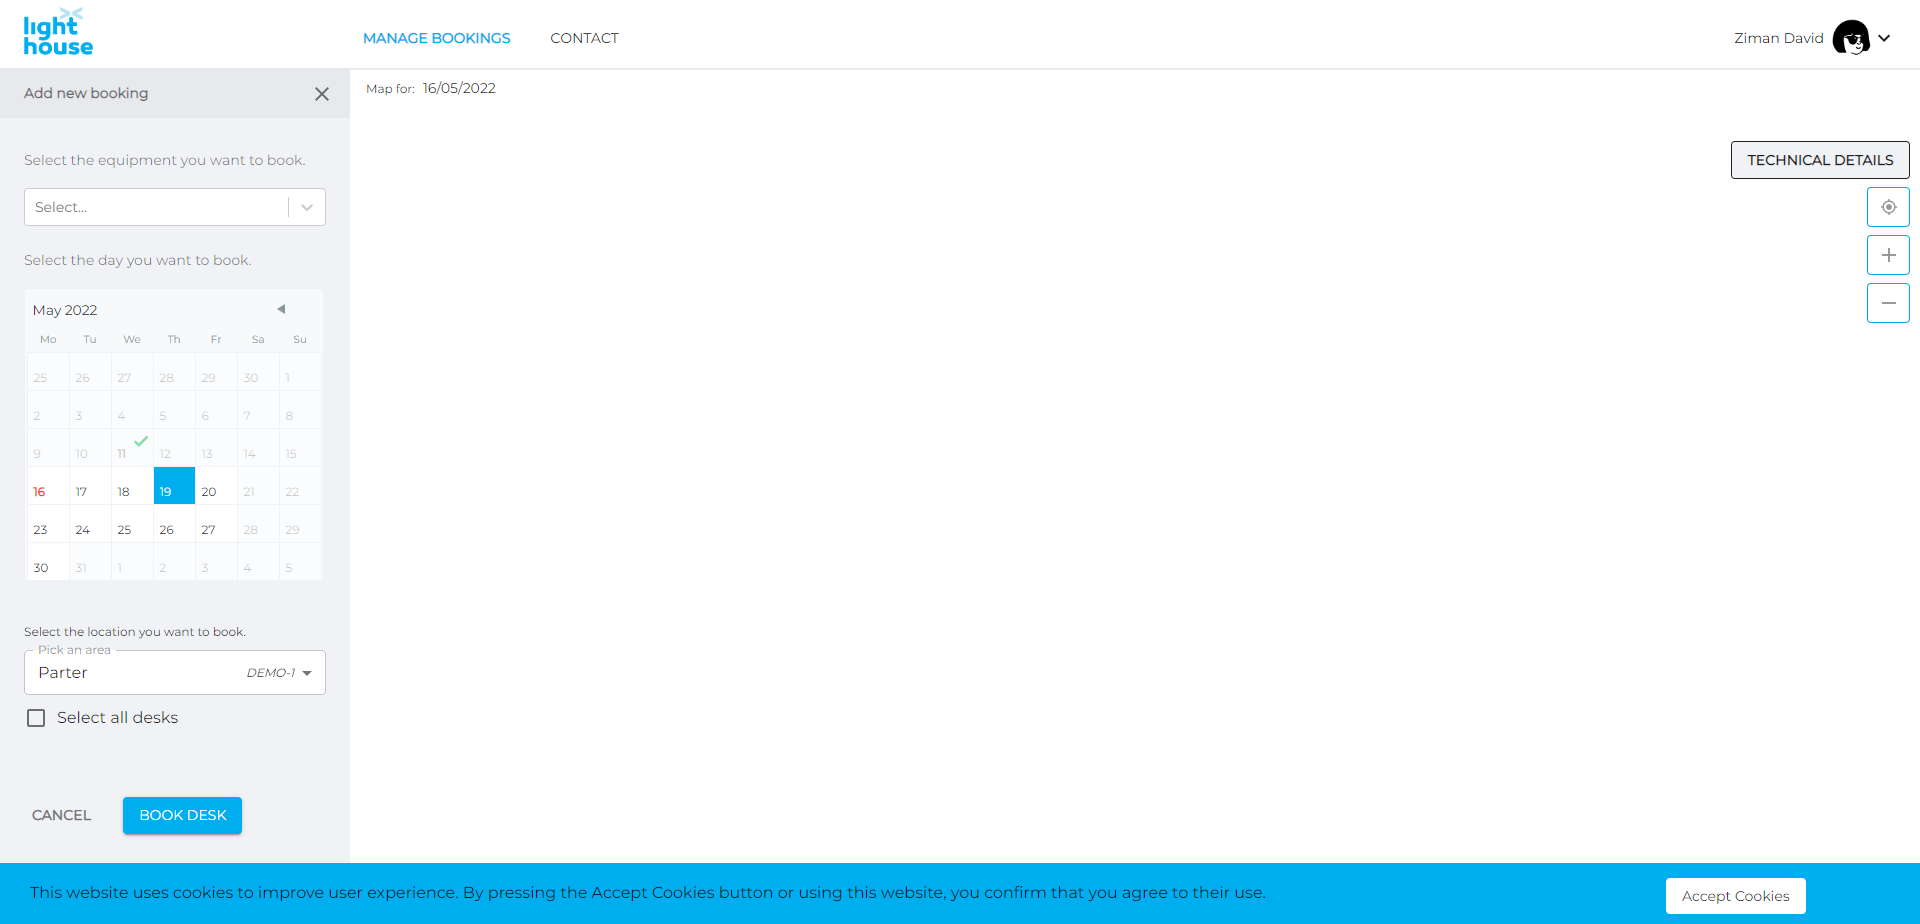 light
house
MANAGE BOOKINGS
CONTACT
Ziman David
Add new booking
Map for: 16/05/2022
Select the equipment you want to book.
Select...
Select the day you want to book.
May 2022
Mo Tu We Th Fr Sa Su
25 26 27 28 29 30 1
2 3 4 5 6 7 8
9 10 11 12 13 14 15
16 17 18 19 20 21 22
23 24 25 26 27 28 29
30 31 1 2 3 4 5
Select the location you want to book.
Pick an area
Parter DEMO-1
Select all desks
CANCEL
BOOK DESK
TECHNICAL DETAILS
This website uses cookies to improve user experience. By pressing the Accept Cookies button or using this website, you confirm that you agree to their use.
Accept Cookies